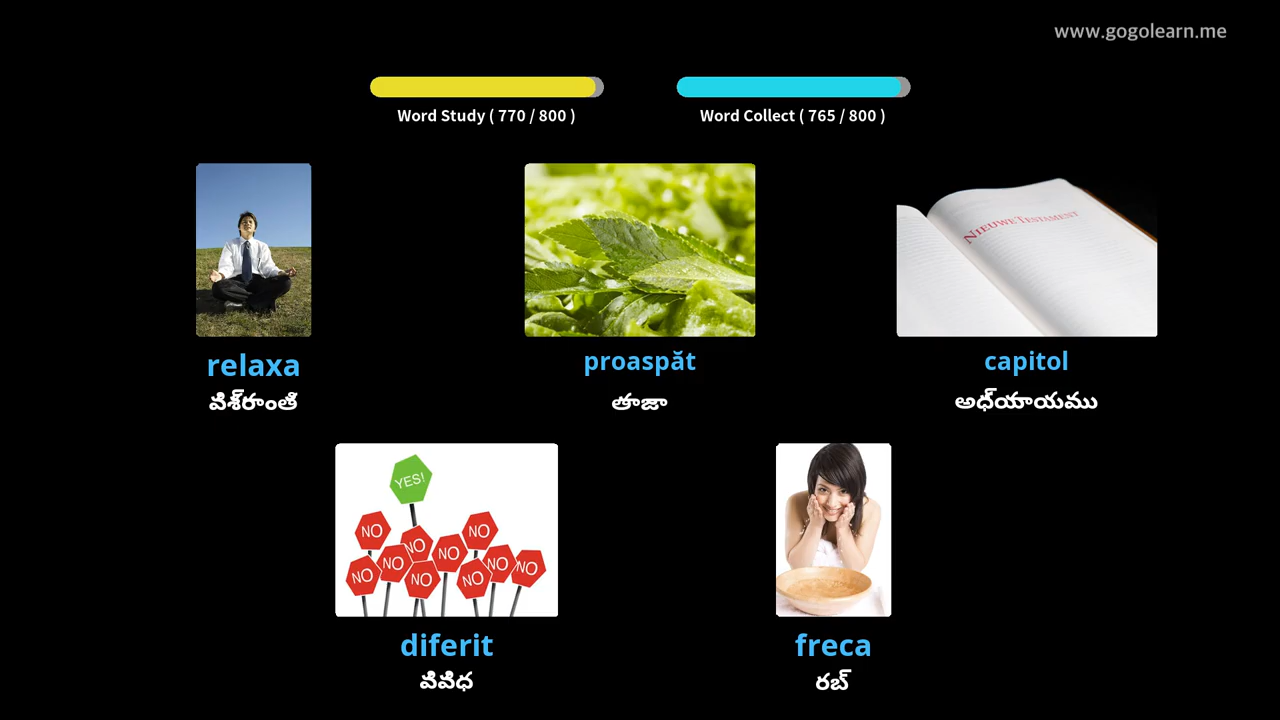 www.gogolearn.me
Word Study ( 770 / 800 )
Word Collect ( 765 / 800 )
NIEUWE TESTAMENT
relaxa
proaspăt
capitol
విశ్రాంతి
తాజా
అధ్యాయము
YES!
NO
NO
NO
NO
NO
NO
NO
NO
NO
NO
diferit
freca
వివిధ
రబ్